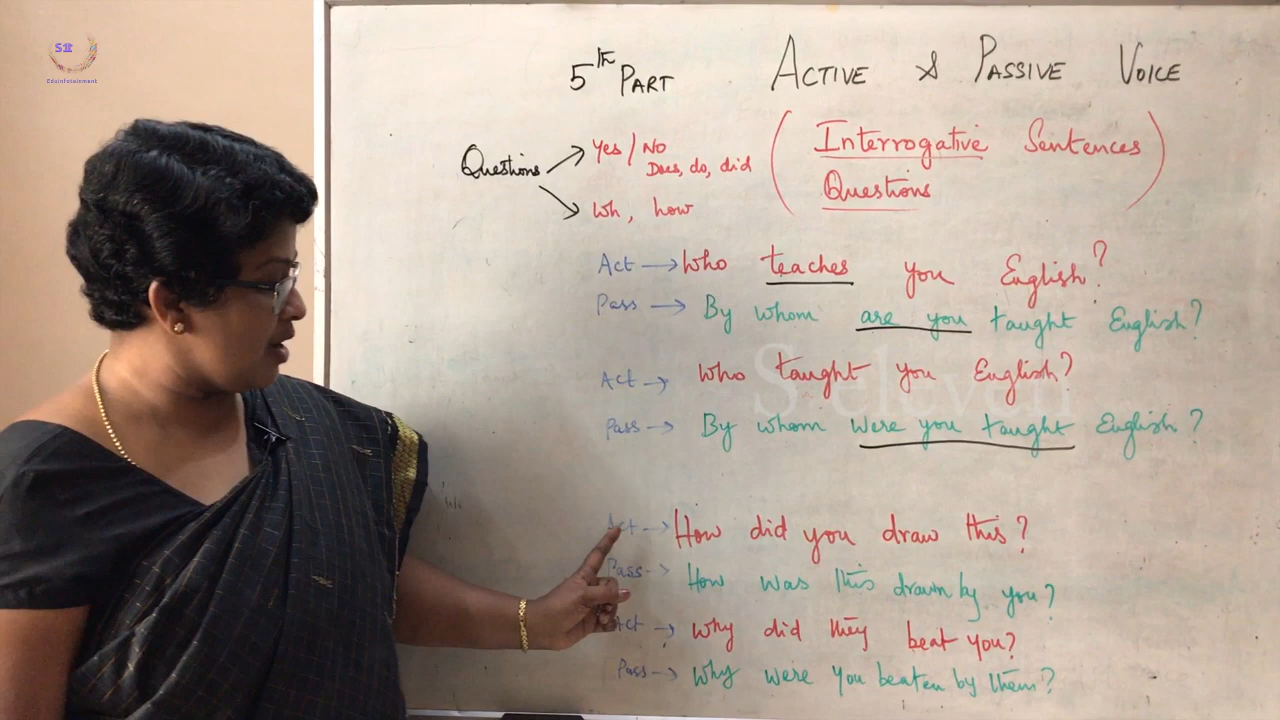 S11
Eduinfotainment
5th PART ACTIVE & PASSIVE VOICE
Questions
Yes / No
Does, do, did
Wh, how
( Interrogative Sentences
Questions )
Act → Who teaches you English?
Pass → By whom are you taught English?
Act → Who taught you English?
S eleven
Pass → By whom were you taught English?
Act → How did you draw this?
Pass → How was this drawn by you?
Act → Why did they beat you?
Pass → Why were you beaten by them?